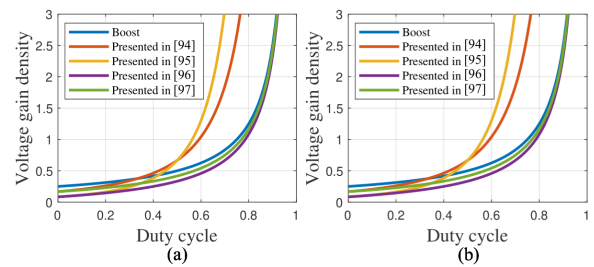 3
2.5
2
1.5
1
0.5
0
Voltage gain density
Boost
Presented in [94]
Presented in [95]
Presented in [96]
Presented in [97]
0 0.2 0.4 0.6 0.8 1
Duty cycle
(a)
3
2.5
2
1.5
1
0.5
0
Voltage gain density
Boost
Presented in [94]
Presented in [95]
Presented in [96]
Presented in [97]
0 0.2 0.4 0.6 0.8 1
Duty cycle
(b)